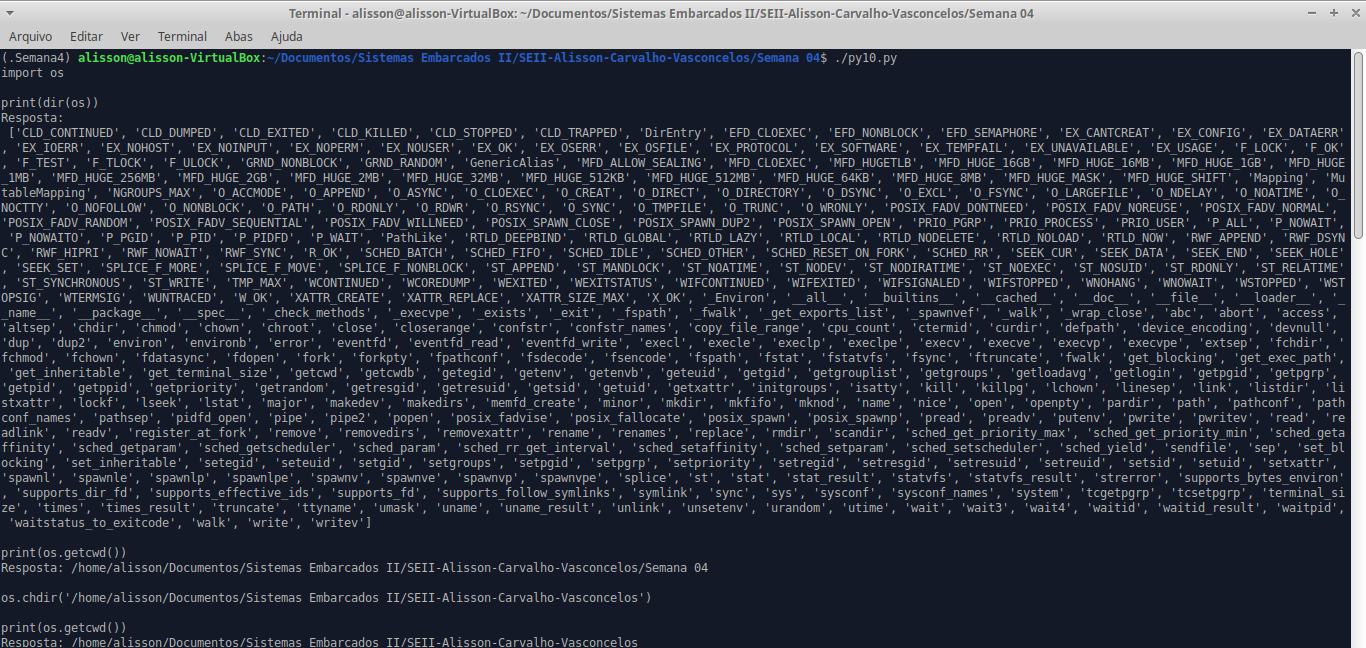 Terminal - alisson@alisson-VirtualBox: ~/Documentos/Sistemas Embarcados II/SEII-Alisson-Carvalho-Vasconcelos/Semana 04
Arquivo Editar Ver Terminal Abas Ajuda
(.Semana4) alisson@alisson-VirtualBox:~/Documentos/Sistemas Embarcados II/SEII-Alisson-Carvalho-Vasconcelos/Semana 04$ ./py10.py
import os
print(dir(os))
Resposta:
['CLD_CONTINUED', 'CLD_DUMPED', 'CLD_EXITED', 'CLD_KILLED', 'CLD_STOPPED', 'CLD_TRAPPED', 'DirEntry', 'EFD_CLOEXEC', 'EFD_NONBLOCK', 'EFD_SEMAPHORE', 'EX_CANTCREAT', 'EX_CONFIG', 'EX_DATAERR'
, 'EX_IOERR', 'EX_NOHOST', 'EX_NOINPUT', 'EX_NOPERM', 'EX_NOUSER', 'EX_OK', 'EX_OSERR', 'EX_OSFILE', 'EX_PROTOCOL', 'EX_SOFTWARE', 'EX_TEMPFAIL', 'EX_UNAVAILABLE', 'EX_USAGE', 'F_LOCK', 'F_OK'
, 'F_TEST', 'F_TLOCK', 'F_ULOCK', 'GRND_NONBLOCK', 'GRND_RANDOM', 'GenericAlias', 'MFD_ALLOW_SEALING', 'MFD_CLOEXEC', 'MFD_HUGETLB', 'MFD_HUGE_16GB', 'MFD_HUGE_16MB', 'MFD_HUGE_1GB', 'MFD_HUGE
_1MB', 'MFD_HUGE_256MB', 'MFD_HUGE_2GB', 'MFD_HUGE_2MB', 'MFD_HUGE_32MB', 'MFD_HUGE_512KB', 'MFD_HUGE_512MB', 'MFD_HUGE_64KB', 'MFD_HUGE_8MB', 'MFD_HUGE_MASK', 'MFD_HUGE_SHIFT', 'Mapping', 'Mu
tableMapping', 'NGROUPS_MAX', 'O_ACCMODE', 'O_APPEND', 'O_ASYNC', 'O_CLOEXEC', 'O_CREAT', 'O_DIRECT', 'O_DIRECTORY', 'O_DSYNC', 'O_EXCL', 'O_FSYNC', 'O_LARGEFILE', 'O_NDELAY', 'O_NOATIME', 'O_
NOCTTY', 'O_NOFOLLOW', 'O_NONBLOCK', 'O_PATH', 'O_RDONLY', 'O_RDWR', 'O_RSYNC', 'O_SYNC', 'O_TMPFILE', 'O_TRUNC', 'O_WRONLY', 'POSIX_FADV_DONTNEED', 'POSIX_FADV_NOREUSE', 'POSIX_FADV_NORMAL',
'POSIX_FADV_RANDOM', 'POSIX_FADV_SEQUENTIAL', 'POSIX_FADV_WILLNEED', 'POSIX_SPAWN_CLOSE', 'POSIX_SPAWN_DUP2', 'POSIX_SPAWN_OPEN', 'PRIO_PGRP', 'PRIO_PROCESS', 'PRIO_USER', 'P_ALL', 'P_NOWAIT',
'P_NOWAITO', 'P_PGID', 'P_PID', 'P_PIDFD', 'P_WAIT', 'PathLike', 'RTLD_DEEPBIND', 'RTLD_GLOBAL', 'RTLD_LAZY', 'RTLD_LOCAL', 'RTLD_NODELETE', 'RTLD_NOLOAD', 'RTLD_NOW', 'RWF_APPEND', 'RWF_DSYN
C', 'RWF_HIPRI', 'RWF_NOWAIT', 'RWF_SYNC', 'R_OK', 'SCHED_BATCH', 'SCHED_FIFO', 'SCHED_IDLE', 'SCHED_OTHER', 'SCHED_RESET_ON_FORK', 'SCHED_RR', 'SEEK_CUR', 'SEEK_DATA', 'SEEK_END', 'SEEK_HOLE'
, 'SEEK_SET', 'SPLICE_F_MORE', 'SPLICE_F_MOVE', 'SPLICE_F_NONBLOCK', 'ST_APPEND', 'ST_MANDLOCK', 'ST_NOATIME', 'ST_NODEV', 'ST_NODIRATIME', 'ST_NOEXEC', 'ST_NOSUID', 'ST_RDONLY', 'ST_RELATIME'
, 'ST_SYNCHRONOUS', 'ST_WRITE', 'TMP_MAX', 'WCONTINUED', 'WCOREDUMP', 'WEXITED', 'WEXITSTATUS', 'WIFCONTINUED', 'WIFEXITED', 'WIFSIGNALED', 'WIFSTOPPED', 'WNOHANG', 'WNOWAIT', 'WSTOPPED', 'WST
OPSIG', 'WTERMSIG', 'WUNTRACED', 'W_OK', 'XATTR_CREATE', 'XATTR_REPLACE', 'XATTR_SIZE_MAX', 'X_OK', '_Environ', '__all__', '__builtins__', '__cached__', '__doc__', '__file__', '__loader__', '_
_name__', '__package__', '__spec__', '_check_methods', '_execvpe', '_exists', '_exit', '_fspath', '_fwalk', '_get_exports_list', '_spawnvef', '_walk', '_wrap_close', 'abc', 'abort', 'access',
'altsep', 'chdir', 'chmod', 'chown', 'chroot', 'close', 'closerange', 'confstr', 'confstr_names', 'copy_file_range', 'cpu_count', 'ctermid', 'curdir', 'defpath', 'device_encoding', 'devnull',
'dup', 'dup2', 'environ', 'environb', 'error', 'eventfd', 'eventfd_read', 'eventfd_write', 'execl', 'execle', 'execlp', 'execlpe', 'execv', 'execve', 'execvp', 'execvpe', 'extsep', 'fchdir', '
fchmod', 'fchown', 'fdatasync', 'fdopen', 'fork', 'forkpty', 'fpathconf', 'fsdecode', 'fsencode', 'fspath', 'fstat', 'fstatvfs', 'fsync', 'ftruncate', 'fwalk', 'get_blocking', 'get_exec_path',
'get_inheritable', 'get_terminal_size', 'getcwd', 'getcwdb', 'getegid', 'getenv', 'getenvb', 'geteuid', 'getgid', 'getgrouplist', 'getgroups', 'getloadavg', 'getlogin', 'getpgid', 'getpgrp',
'getpid', 'getppid', 'getpriority', 'getrandom', 'getresgid', 'getresuid', 'getsid', 'getuid', 'getxattr', 'initgroups', 'isatty', 'kill', 'killpg', 'lchown', 'linesep', 'link', 'listdir', 'li
stxattr', 'lockf', 'lseek', 'lstat', 'major', 'makedev', 'makedirs', 'memfd_create', 'minor', 'mkdir', 'mkfifo', 'mknod', 'name', 'nice', 'open', 'openpty', 'pardir', 'path', 'pathconf', 'path
conf_names', 'pathsep', 'pidfd_open', 'pipe', 'pipe2', 'popen', 'posix_fadvise', 'posix_fallocate', 'posix_spawn', 'posix_spawnp', 'pread', 'preadv', 'putenv', 'pwrite', 'pwritev', 'read', 're
adlink', 'readv', 'register_at_fork', 'remove', 'removedirs', 'removexattr', 'rename', 'renames', 'replace', 'rmdir', 'scandir', 'sched_get_priority_max', 'sched_get_priority_min', 'sched_geta
ffinity', 'sched_getparam', 'sched_getscheduler', 'sched_param', 'sched_rr_get_interval', 'sched_setaffinity', 'sched_setparam', 'sched_setscheduler', 'sched_yield', 'sendfile', 'sep', 'set_bl
ocking', 'set_inheritable', 'setegid', 'seteuid', 'setgid', 'setgroups', 'setpgid', 'setpgrp', 'setpriority', 'setregid', 'setresgid', 'setresuid', 'setreuid', 'setsid', 'setuid', 'setxattr',
'spawnl', 'spawnle', 'spawnlp', 'spawnlpe', 'spawnv', 'spawnve', 'spawnvp', 'spawnvpe', 'splice', 'st', 'stat', 'stat_result', 'statvfs', 'statvfs_result', 'strerror', 'supports_bytes_environ'
, 'supports_dir_fd', 'supports_effective_ids', 'supports_fd', 'supports_follow_symlinks', 'symlink', 'sync', 'sys', 'sysconf', 'sysconf_names', 'system', 'tcgetpgrp', 'tcsetpgrp', 'terminal_si
ze', 'times', 'times_result', 'truncate', 'ttyname', 'umask', 'uname', 'uname_result', 'unlink', 'unsetenv', 'urandom', 'utime', 'wait', 'wait3', 'wait4', 'waitid', 'waitid_result', 'waitpid',
'waitstatus_to_exitcode', 'walk', 'write', 'writev']
print(os.getcwd())
Resposta: /home/alisson/Documentos/Sistemas Embarcados II/SEII-Alisson-Carvalho-Vasconcelos/Semana 04
os.chdir('/home/alisson/Documentos/Sistemas Embarcados II/SEII-Alisson-Carvalho-Vasconcelos')
print(os.getcwd())
Resposta: /home/alisson/Documentos/Sistemas Embarcados II/SEII-Alisson-Carvalho-Vasconcelos